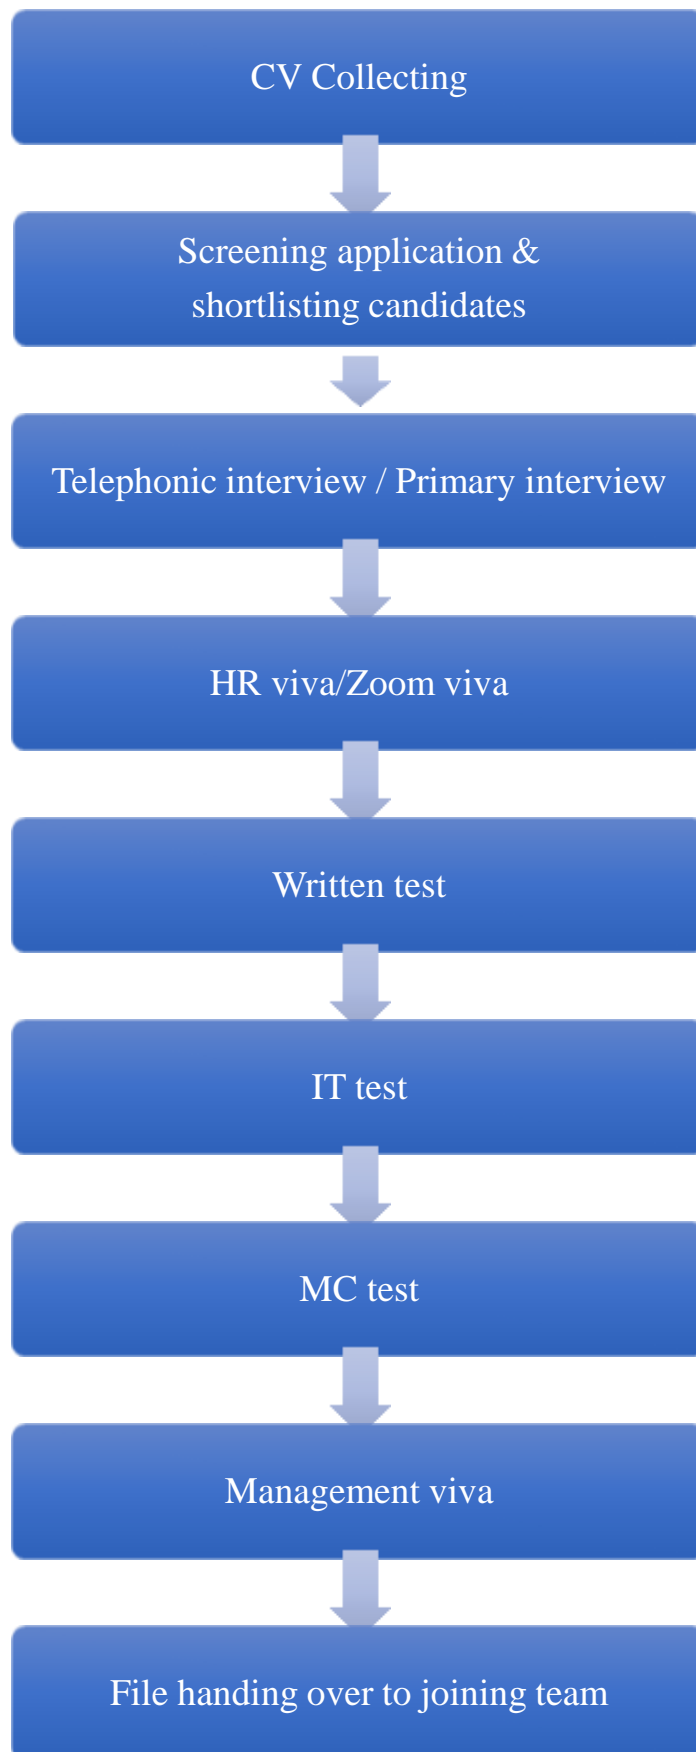 CV Collecting
Screening application &
shortlisting candidates
Telephonic interview / Primary interview
HR viva/Zoom viva
Written test
IT test
MC test
Management viva
File handing over to joining team